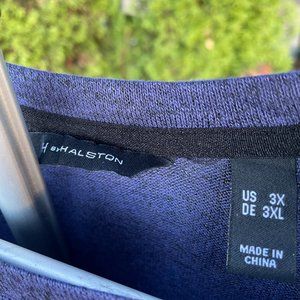 H BY HALSTON
US 3X
DE 3XL
MADE IN
CHINA